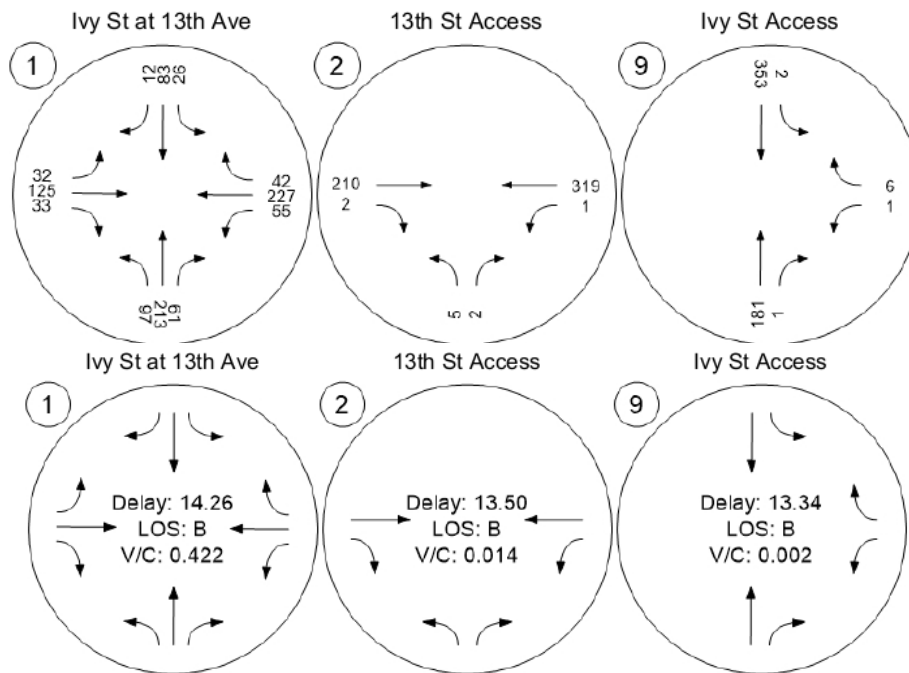 Ivy St at 13th Ave
1
12
83
26
32
125
33
42
227
55
97
213
61
13th St Access
2
210
2
319
1
5
2
Ivy St Access
9
353
2
6
1
181
1
Ivy St at 13th Ave
1
Delay: 14.26
LOS: B
V/C: 0.422
13th St Access
2
Delay: 13.50
LOS: B
V/C: 0.014
Ivy St Access
9
Delay: 13.34
LOS: B
V/C: 0.002